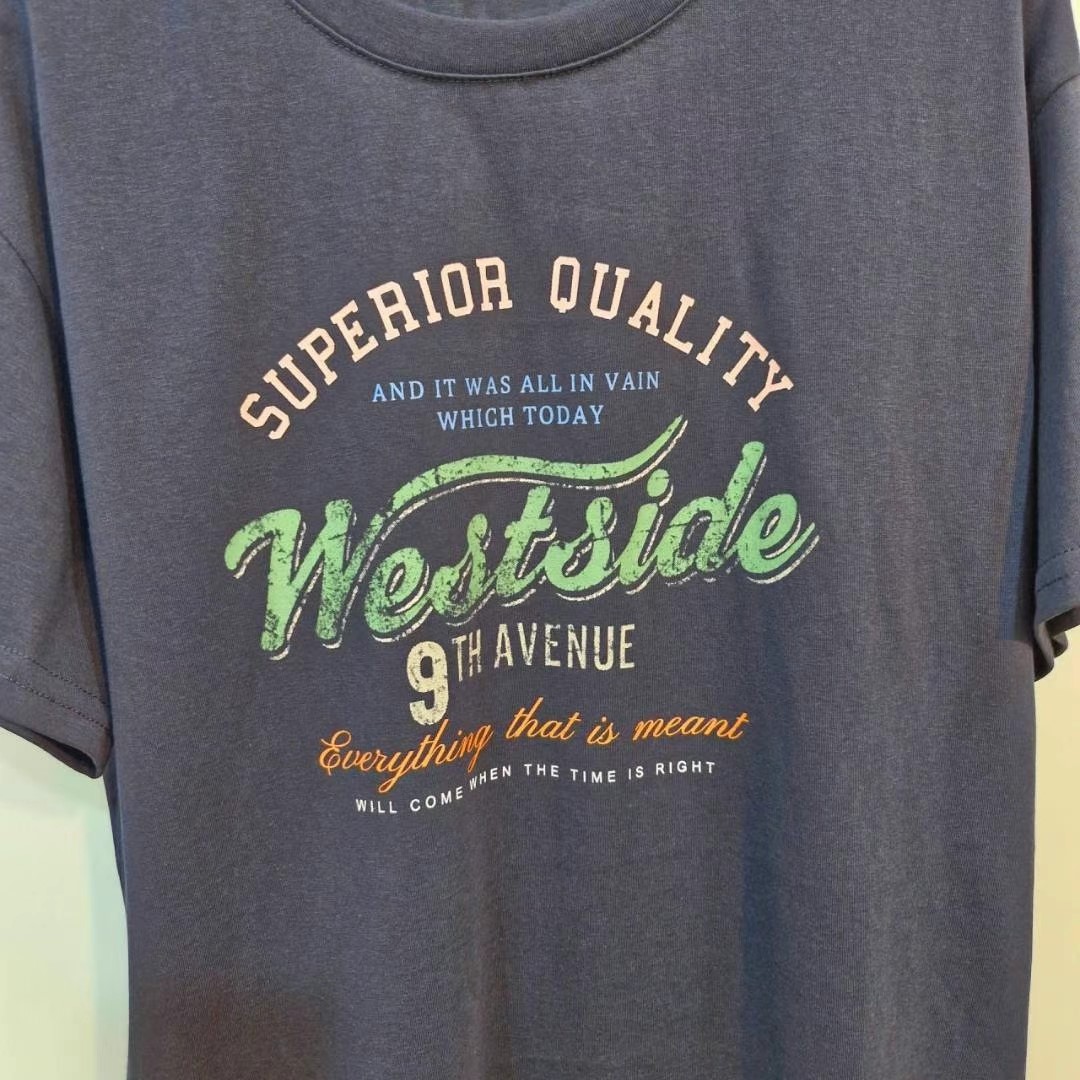 SUPERIOR QUALITY
AND IT WAS ALL IN VAIN
WHICH TODAY
Westside
9TH AVENUE
Everything that is meant
WILL COME WHEN THE TIME IS RIGHT